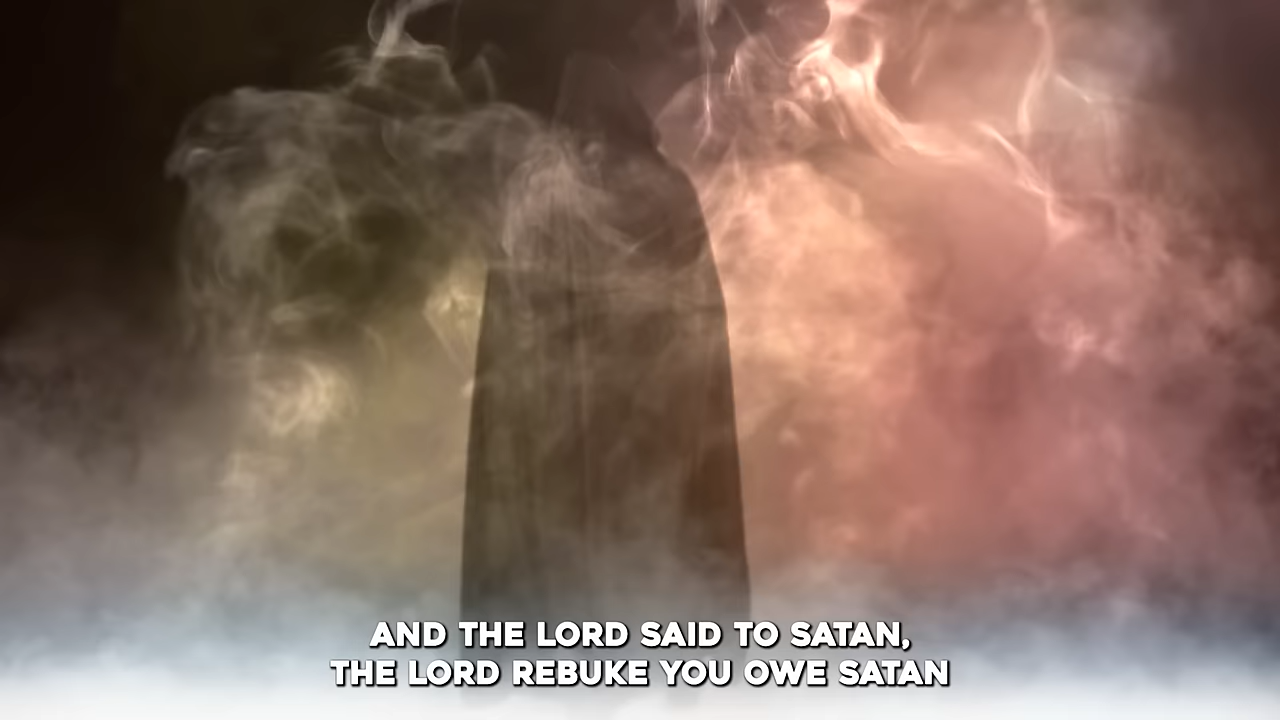 AND THE LORD SAID TO SATAN,
THE LORD REBUKE YOU OWE SATAN